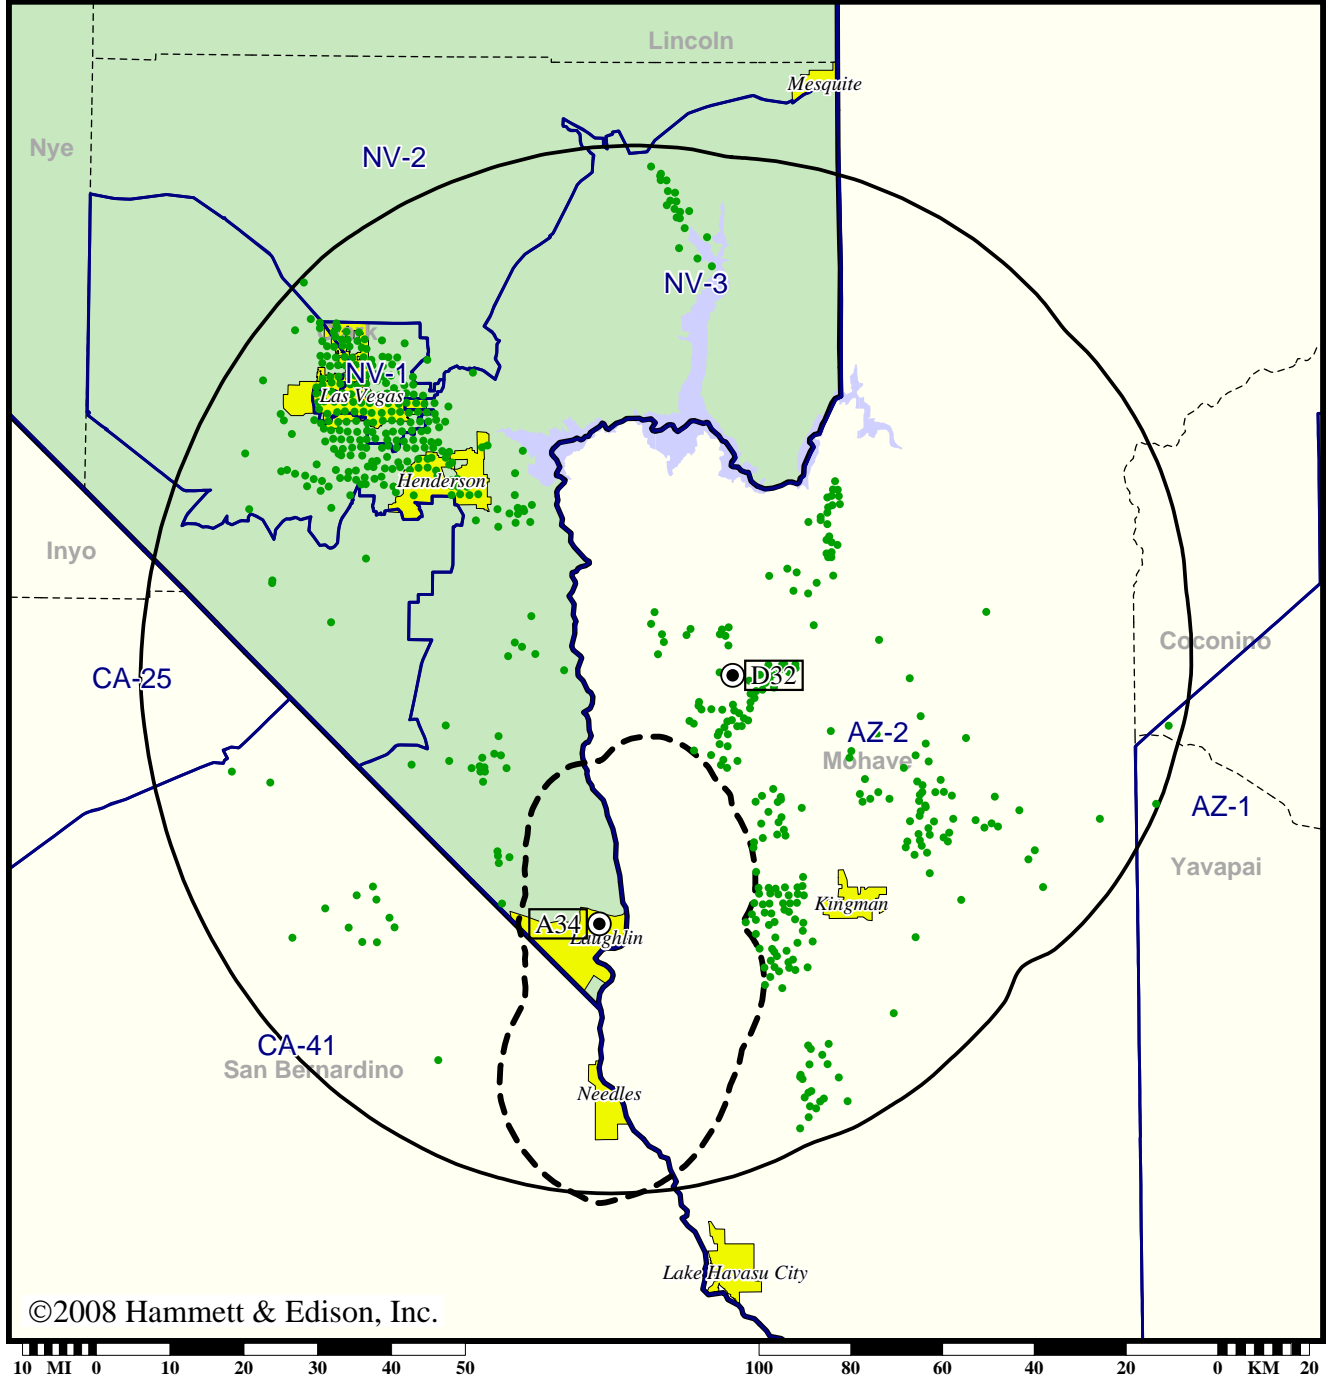 Lincoln
Mesquite
Nye
NV-2
NV-3
NV-1
Las Vegas
Henderson
Inyo
Coconino
CA-25
D32
AZ-2
Mohave
AZ-1
Yavapai
Kingman
A34
Laughlin
CA-41
San Bernardino
Needles
Lake Havasu City
©2008 Hammett & Edison, Inc.
10 MI 0 10 20 30 40 50 100 80 60 40 20 0 KM 20